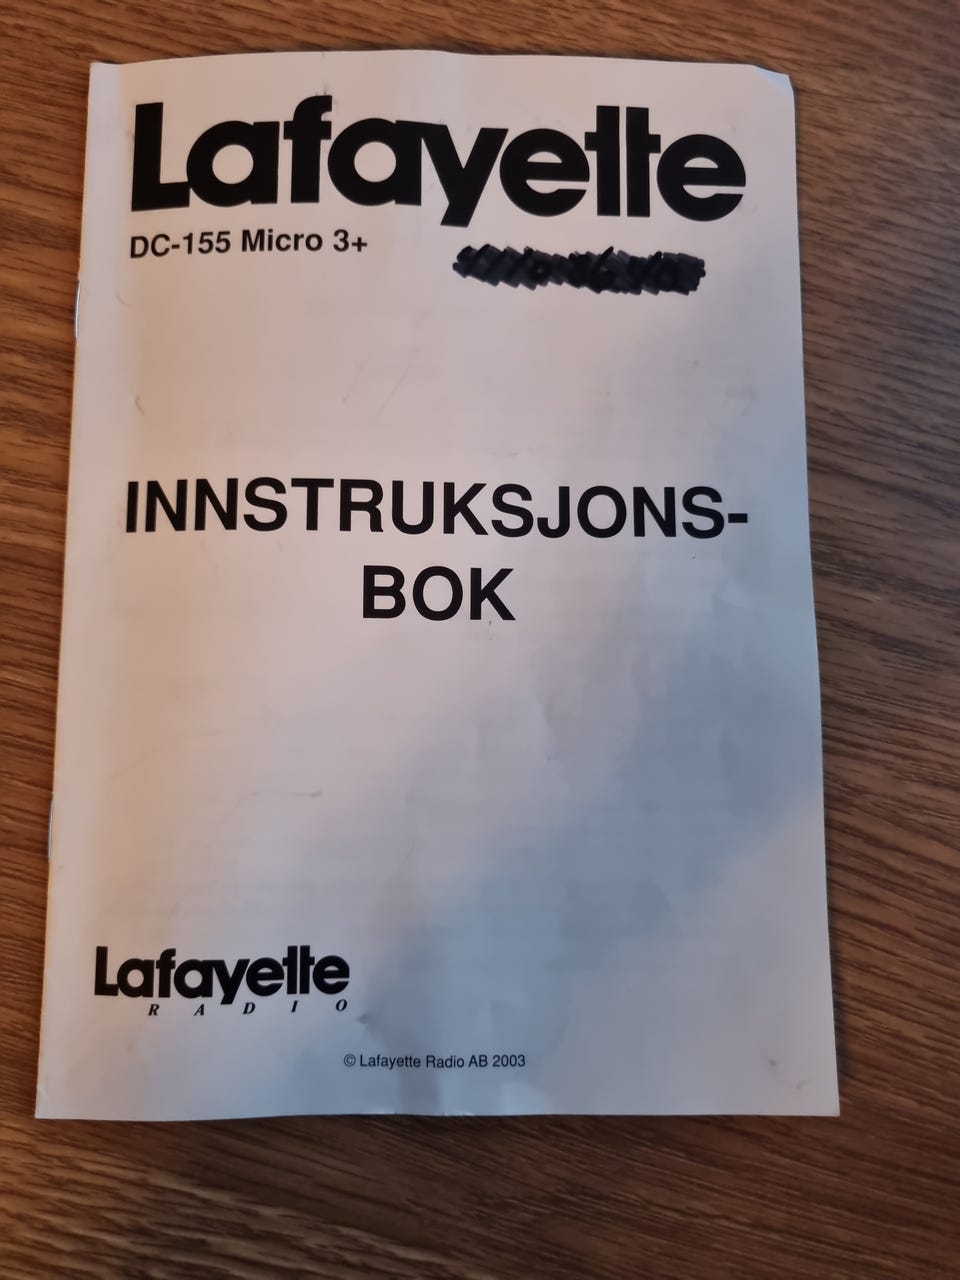 Lafayette
DC-155 Micro 3+
INNSTRUKSJONS-
BOK
Lafayette
RADIO
© Lafayette Radio AB 2003